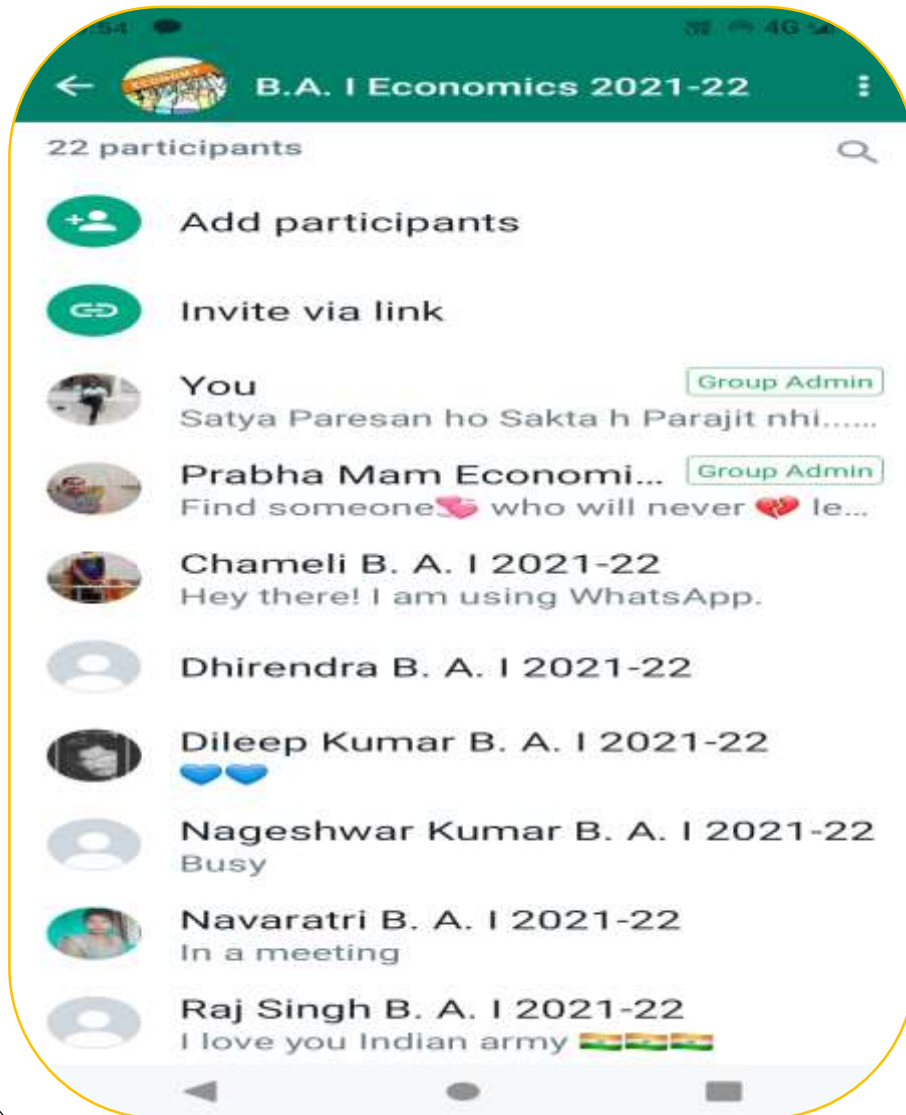 :54
4G
B.A. I Economics 2021-22
22 participants
Add participants
Invite via link
You
Group Admin
Satya Paresan ho Sakta h Parajit nhi......
Prabha Mam Economi...
Group Admin
Find someone💞 who will never 💔 le...
Chameli B. A. I 2021-22
Hey there! I am using WhatsApp.
Dhirendra B. A. I 2021-22
Dileep Kumar B. A. I 2021-22
💙💙
Nageshwar Kumar B. A. I 2021-22
Busy
Navaratri B. A. I 2021-22
In a meeting
Raj Singh B. A. I 2021-22
I love you Indian army 🇮🇳🇮🇳🇮🇳